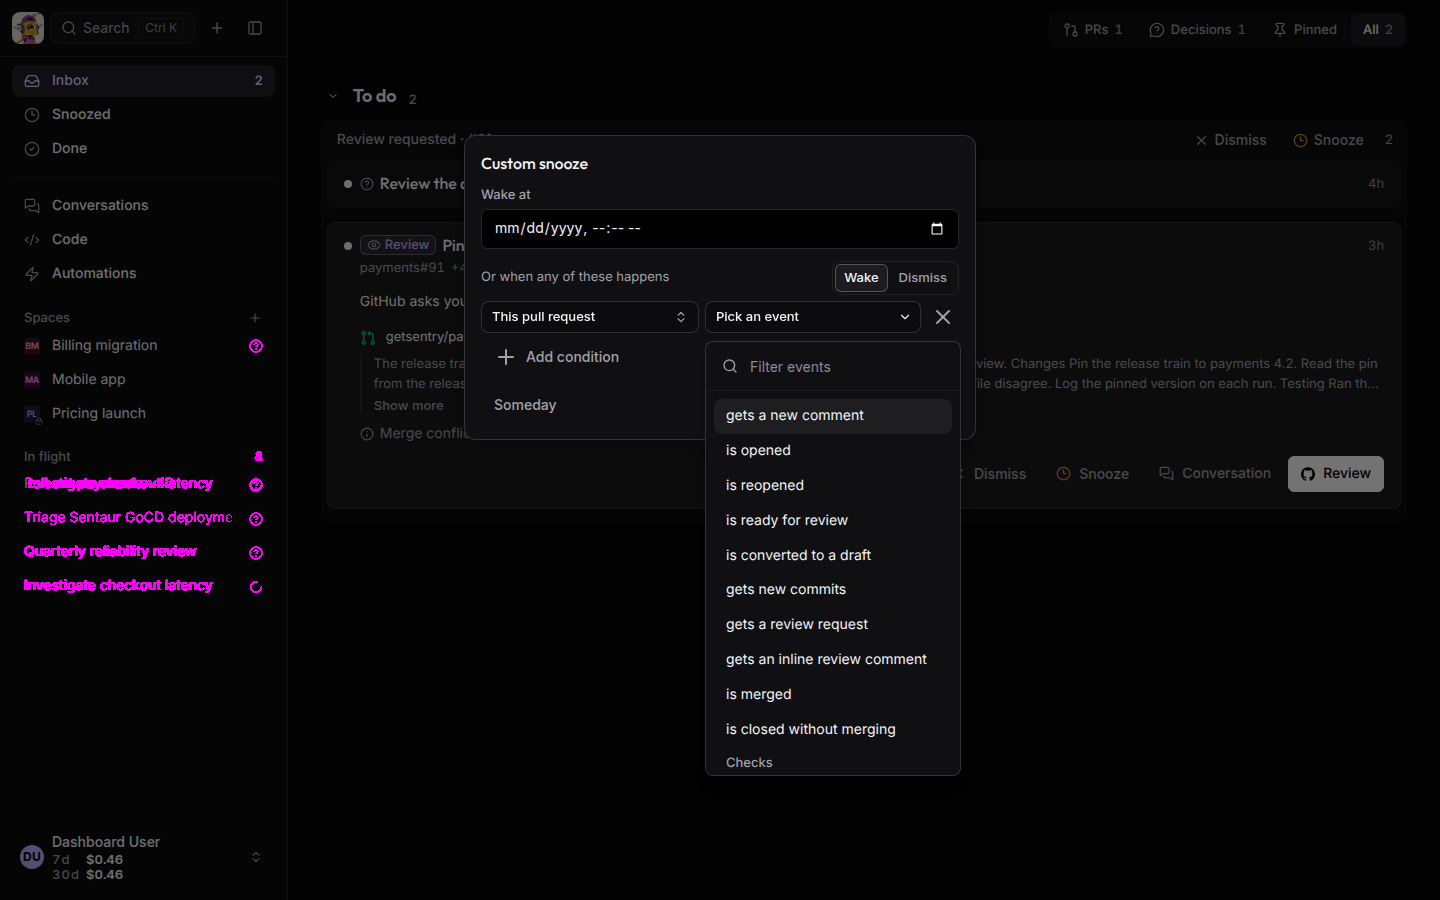 Search Ctrl K
Inbox 2
Snoozed
Done
Conversations
Code
Automations
Spaces
BM Billing migration
MA Mobile app
PL Pricing launch
In flight
Triage Sentaur GoCD deployme
Quarterly reliability review
Investigate checkout latency
DU Dashboard User
7d $0.46
30d $0.46
PRs 1
Decisions 1
Pinned
All 2
To do 2
Review requested ·
Dismiss
Snooze
2
Review the
4h
Review Pin
3h
payments#91
GitHub asks you
getsentry/pa
The release trai
view. Changes Pin the release train to payments 4.2. Read the pin
from the releas
file disagree. Log the pinned version on each run. Testing Ran th...
Show more
Merge conflic
Dismiss
Snooze
Conversation
Review
Custom snooze
Wake at
mm/dd/yyyy, --:-- --
Or when any of these happens
Wake
Dismiss
This pull request
Pick an event
Add condition
Someday
Filter events
gets a new comment
is opened
is reopened
is ready for review
is converted to a draft
gets new commits
gets a review request
gets an inline review comment
is merged
is closed without merging
Checks